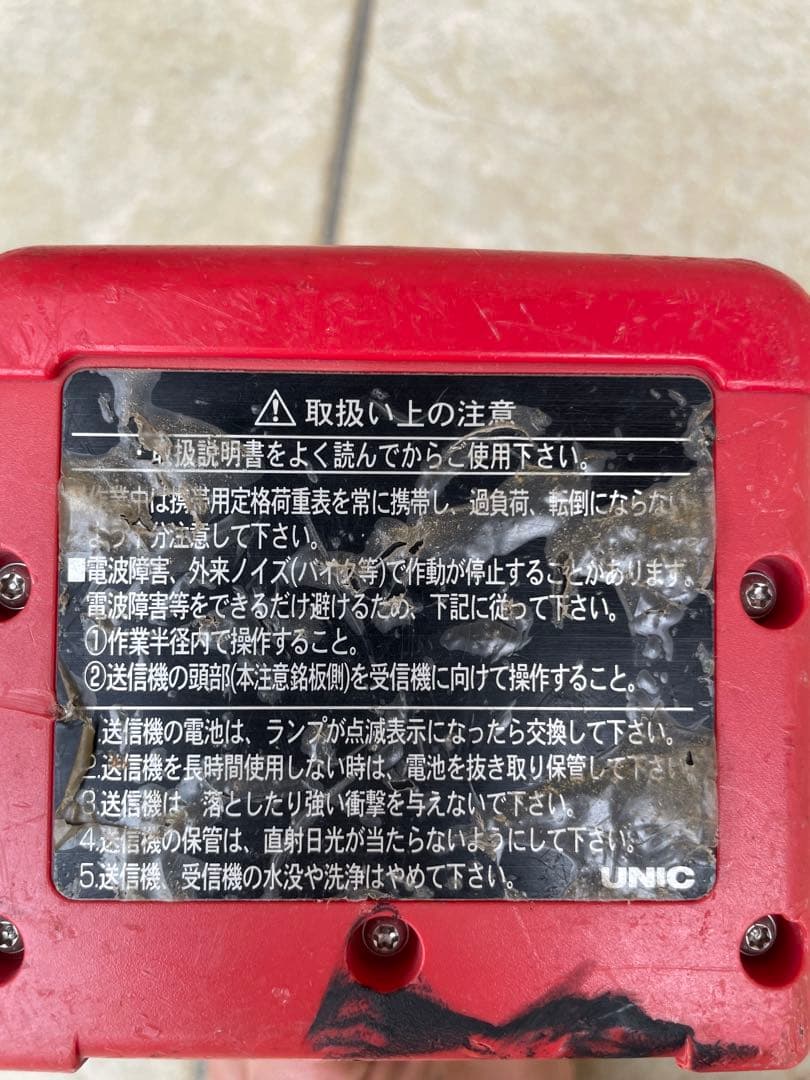 ⚠ 取扱い上の注意
取扱説明書をよく読んでからご使用下さい。
作業中は携帯用定格荷重表を常に携帯し、過負荷、転倒にならない
よう十分注意して下さい。
■電波障害、外来ノイズ(バイク等)で作動が停止することがあります。
電波障害等をできるだけ避けるため、下記に従って下さい。
①作業半径内で操作すること。
②送信機の頭部(本注意銘板側)を受信機に向けて操作すること。
1.送信機の電池は、ランプが点滅表示になったら交換して下さい。
2.送信機を長時間使用しない時は、電池を抜き取り保管して下さい
3.送信機は、落としたり強い衝撃を与えないで下さい。
4.送信機の保管は、直射日光が当たらないようにして下さい。
5.送信機、受信機の水没や洗浄はやめて下さい。
UNIC